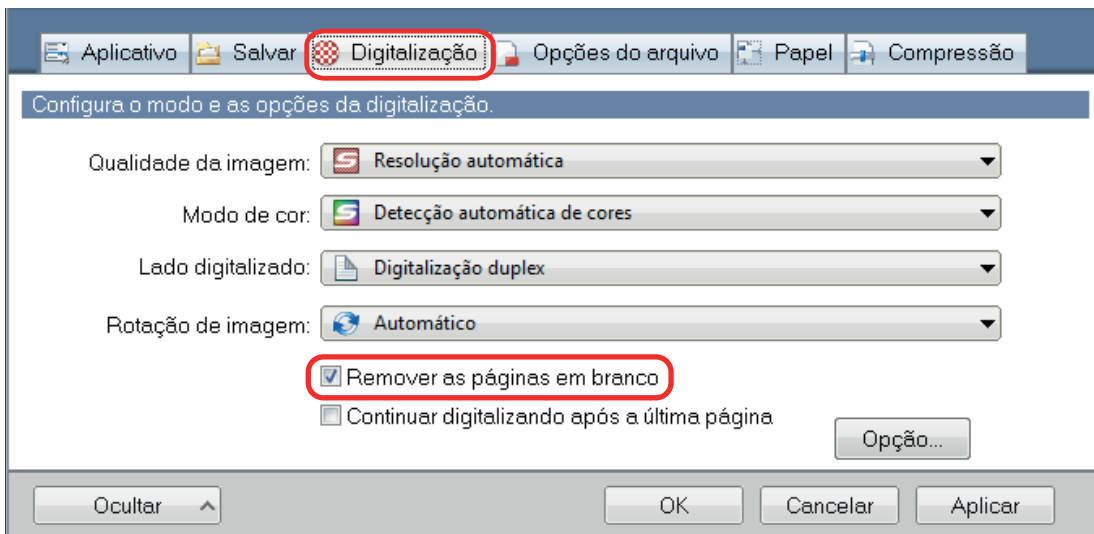 Aplicativo Salvar Digitalização Opções do arquivo Papel Compressão
Configura o modo e as opções da digitalização.
Qualidade da imagem: Resolução automática
Modo de cor: Detecção automática de cores
Lado digitalizado: Digitalização duplex
Rotação de imagem: Automático
Remover as páginas em branco
Continuar digitalizando após a última página
Opção...
Ocultar OK Cancelar Aplicar